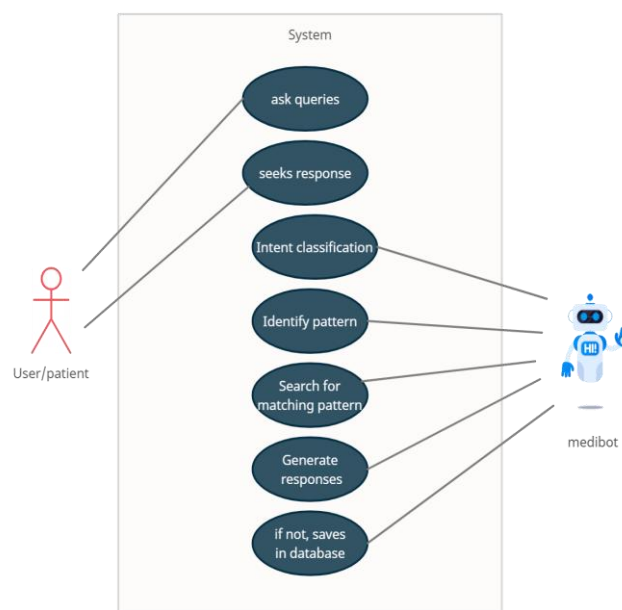 System
ask queries
seeks response
Intent classification
Identify pattern
Search for
matching pattern
Generate
responses
if not, saves
in database
User/patient
HI!
medibot